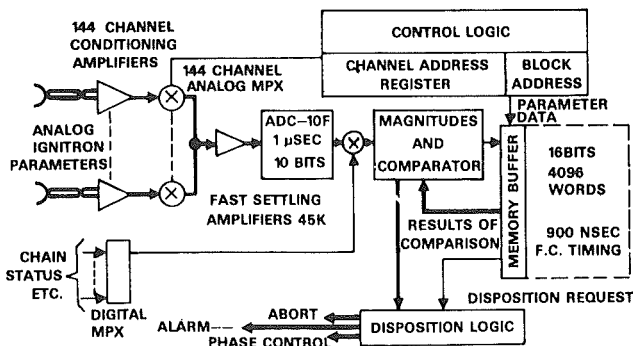 144 CHANNEL
CONDITIONING
AMPLIFIERS
CONTROL LOGIC
CHANNEL ADDRESS
REGISTER
BLOCK
ADDRESS
144 CHANNEL
ANALOG MPX
PARAMETER
DATA
ANALOG
IGNITRON
PARAMETERS
ADC-10F
1 µSEC
10 BITS
MAGNITUDES
AND
COMPARATOR
MEMORY BUFFER
16BITS
4096
WORDS
900 NSEC
F.C. TIMING
FAST SETTLING
AMPLIFIERS 45K
RESULTS OF
COMPARISON
CHAIN
STATUS
ETC.
DIGITAL
MPX
DISPOSITION REQUEST
ABORT
ALARM
PHASE CONTROL
DISPOSITION LOGIC